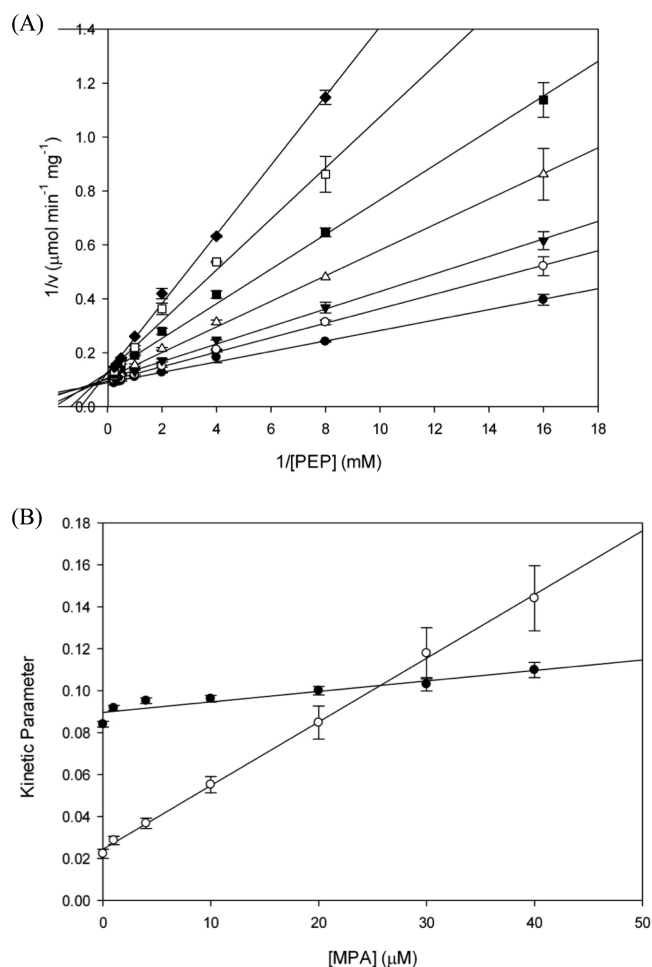 (A)
1.4
1.2
1.0
0.8
0.6
0.4
0.2
0.0
1/v (μmol min⁻¹ mg⁻¹)
0 2 4 6 8 10 12 14 16 18
1/[PEP] (mM)
(B)
0.18
0.16
0.14
0.12
0.10
0.08
0.06
0.04
0.02
0.00
Kinetic Parameter
0 10 20 30 40 50
[MPA] (μM)